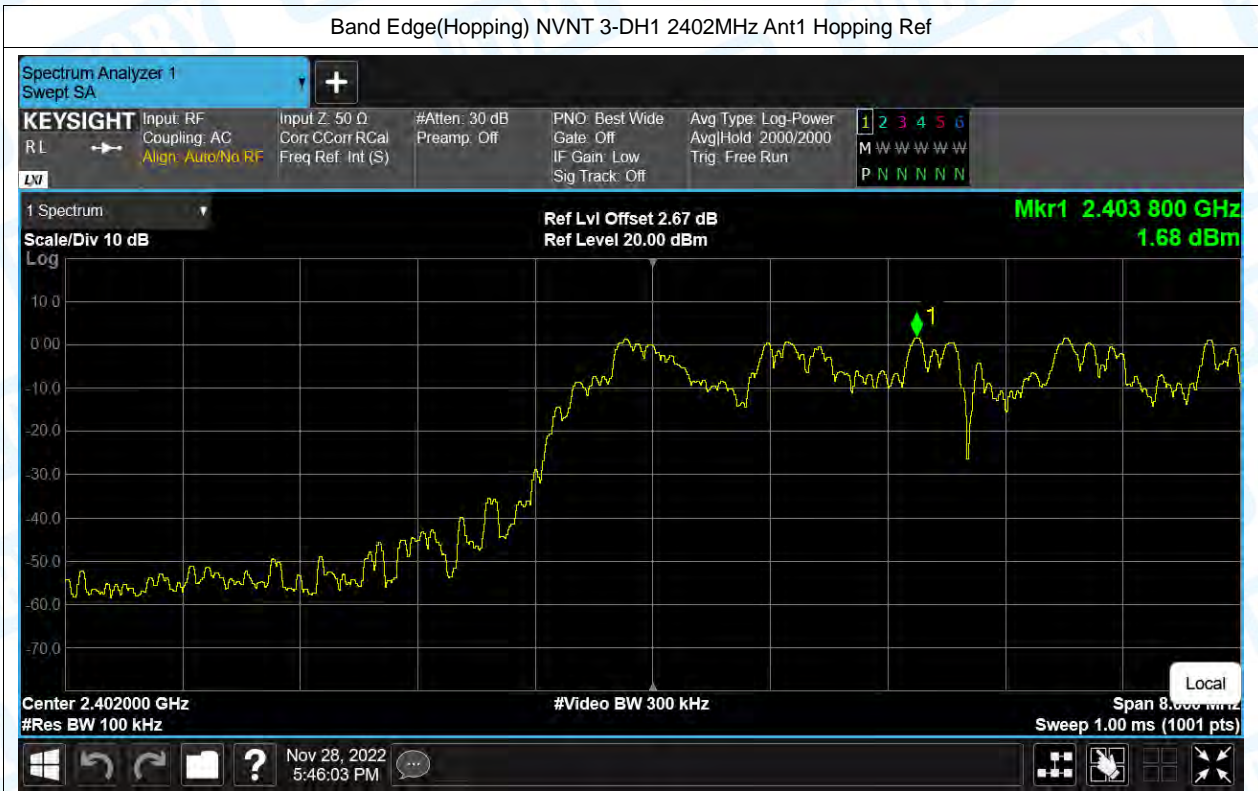 Band Edge(Hopping) NVNT 3-DH1 2402MHz Ant1 Hopping Ref
Spectrum Analyzer 1
Swept SA
+
KEYSIGHT
RL
LXI
Input: RF
Coupling: AC
Align: Auto/No RF
Input Z: 50 Ω
Corr CCorr RCal
Freq Ref: Int (S)
#Atten: 30 dB
Preamp: Off
PNO: Best Wide
Gate: Off
IF Gain: Low
Sig Track: Off
Avg Type: Log-Power
Avg|Hold: 2000/2000
Trig: Free Run
1 2 3 4 5 6
M W W W W W
P N N N N N
1 Spectrum
Scale/Div 10 dB
Ref Lvl Offset 2.67 dB
Ref Level 20.00 dBm
Mkr1 2.403 800 GHz
1.68 dBm
Log
10.0
0.00
-10.0
-20.0
-30.0
-40.0
-50.0
-60.0
-70.0
1
Local
Center 2.402000 GHz
#Res BW 100 kHz
#Video BW 300 kHz
Span 8.000 MHz
Sweep 1.00 ms (1001 pts)
?
Nov 28, 2022
5:46:03 PM